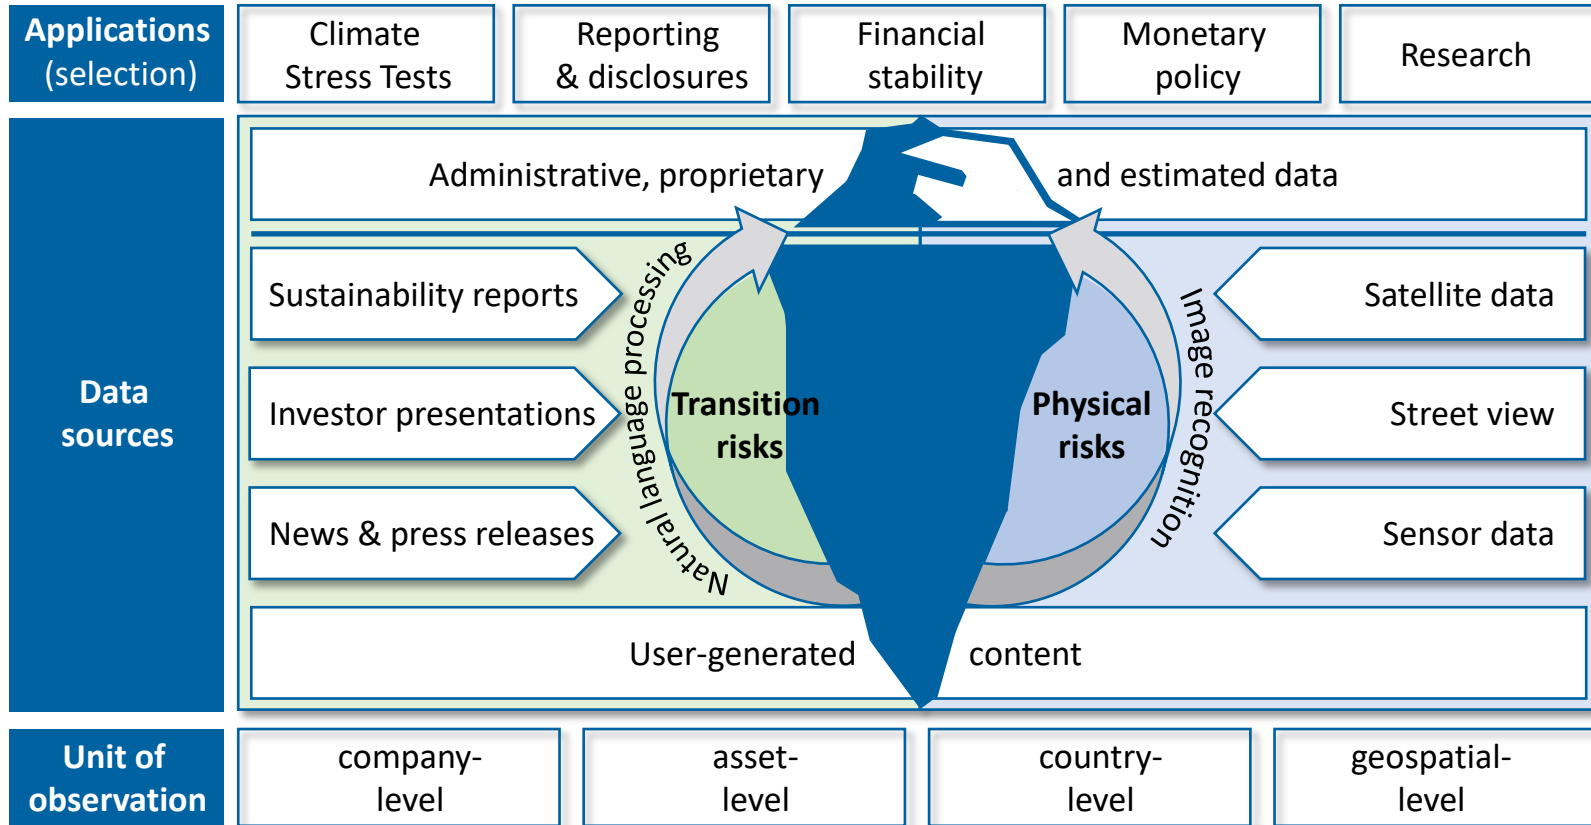 Applications
(selection)
Climate
Stress Tests
Reporting
& disclosures
Financial
stability
Monetary
policy
Research
Data
sources
Administrative, proprietary and estimated data
Sustainability reports
Investor presentations
News & press releases
Natural language processing
Transition
risks
Physical
risks
Image recognition
Satellite data
Street view
Sensor data
User-generated content
Unit of
observation
company-
level
asset-
level
country-
level
geospatial-
level